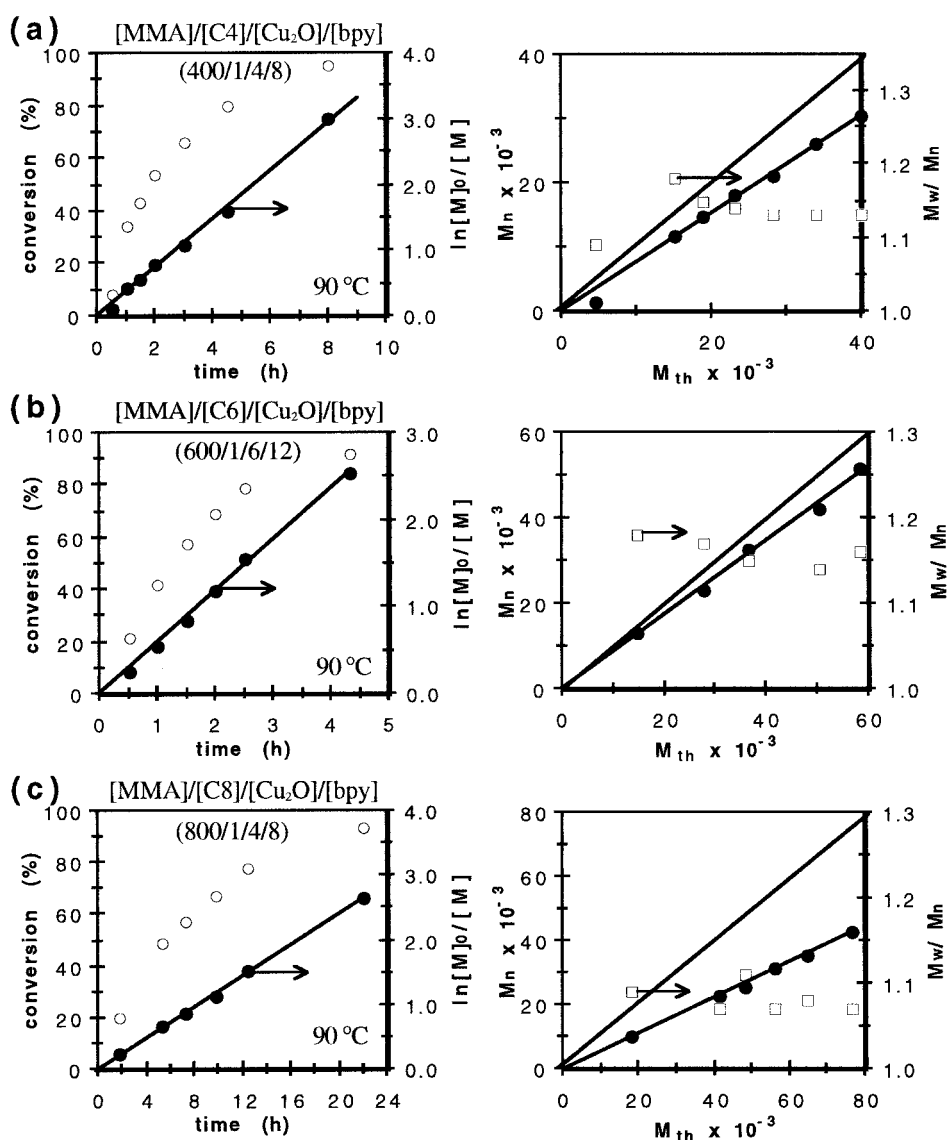 (a)
[MMA]/[C4]/[Cu₂O]/[bpy]
(400/1/4/8)
100
80
60
40
20
0
conversion (%)
4.0
3.0
2.0
1.0
0.0
ln[M]0/[M]
90 °C
0 2 4 6 8 10
time (h)
40
20
0
Mn x 10⁻³
1.3
1.2
1.1
1.0
Mw/ Mn
0 20 40
Mth x 10⁻³
(b)
[MMA]/[C6]/[Cu₂O]/[bpy]
(600/1/6/12)
100
80
60
40
20
0
conversion (%)
3.0
2.0
1.0
0.0
ln[M]0/[M]
90 °C
0 1 2 3 4 5
time (h)
60
40
20
0
Mn x 10⁻³
1.3
1.2
1.1
1.0
Mw/ Mn
0 20 40 60
Mth x 10⁻³
(c)
[MMA]/[C8]/[Cu₂O]/[bpy]
(800/1/4/8)
100
80
60
40
20
0
conversion (%)
4.0
3.0
2.0
1.0
0.0
ln[M]0/[M]
90 °C
0 4 8 12 16 20 24
time (h)
80
70
60
50
40
30
20
10
0
Mn x 10⁻³
1.3
1.2
1.1
1.0
Mw/ Mn
0 20 40 60 80
Mth x 10⁻³